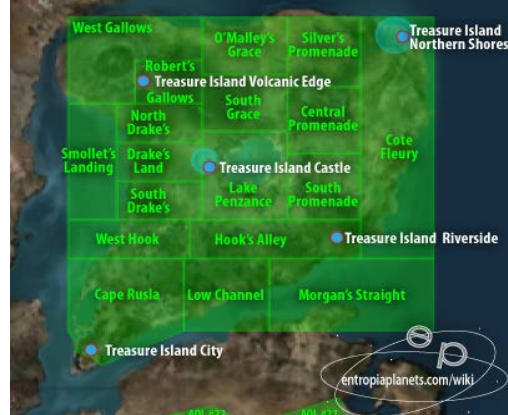 West Gallows
O'Malley's
Grace
Silver's
Promenade
Treasure Island
Northern Shores
Robert's
Gallows
Treasure Island Volcanic Edge
South
Grace
North
Drake's
Central
Promenade
Cote
Fleury
Smollet's
Landing
Drake's
Land
Treasure Island Castle
South
Drake's
Lake
Penzance
South
Promenade
West Hook
Hook's Alley
Treasure Island Riverside
Cape Rusla
Low Channel
Morgan's Straight
Treasure Island City
ep
entropiaplanets.com/wiki